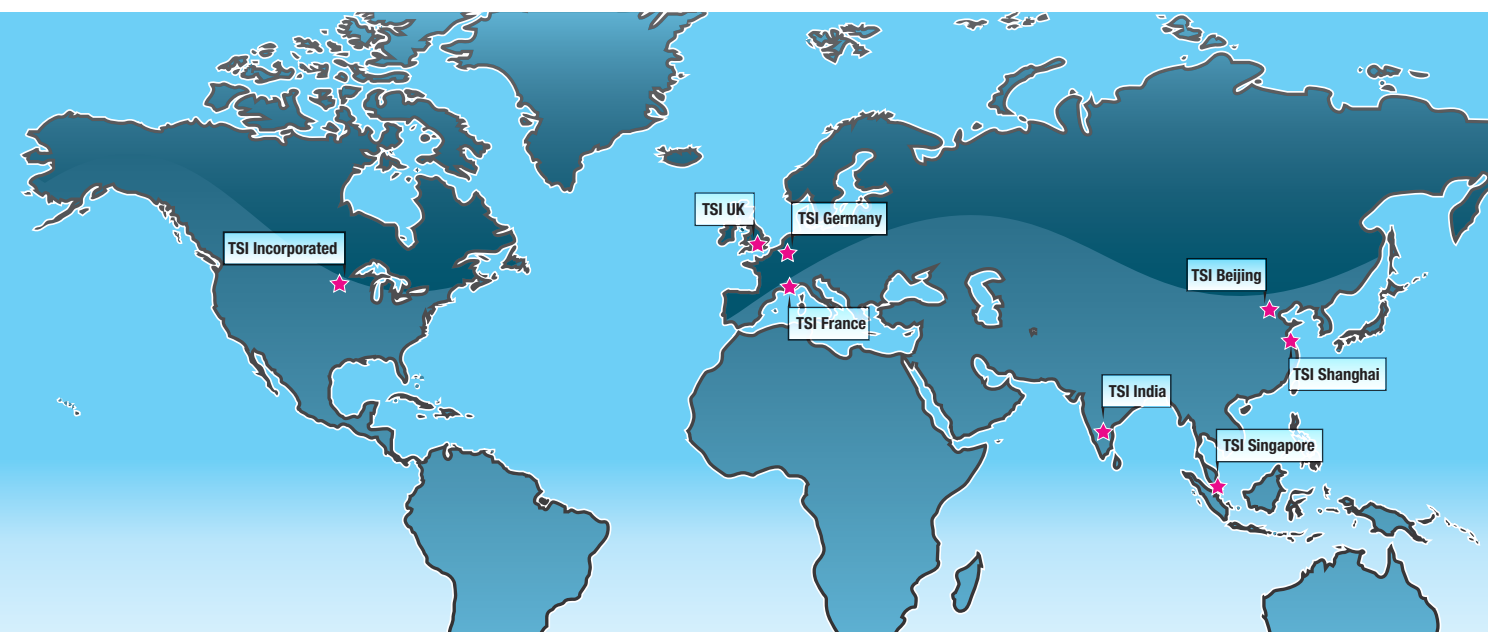 TSI UK
TSI Germany
TSI Incorporated
TSI Beijing
TSI France
TSI Shanghai
TSI India
TSI Singapore